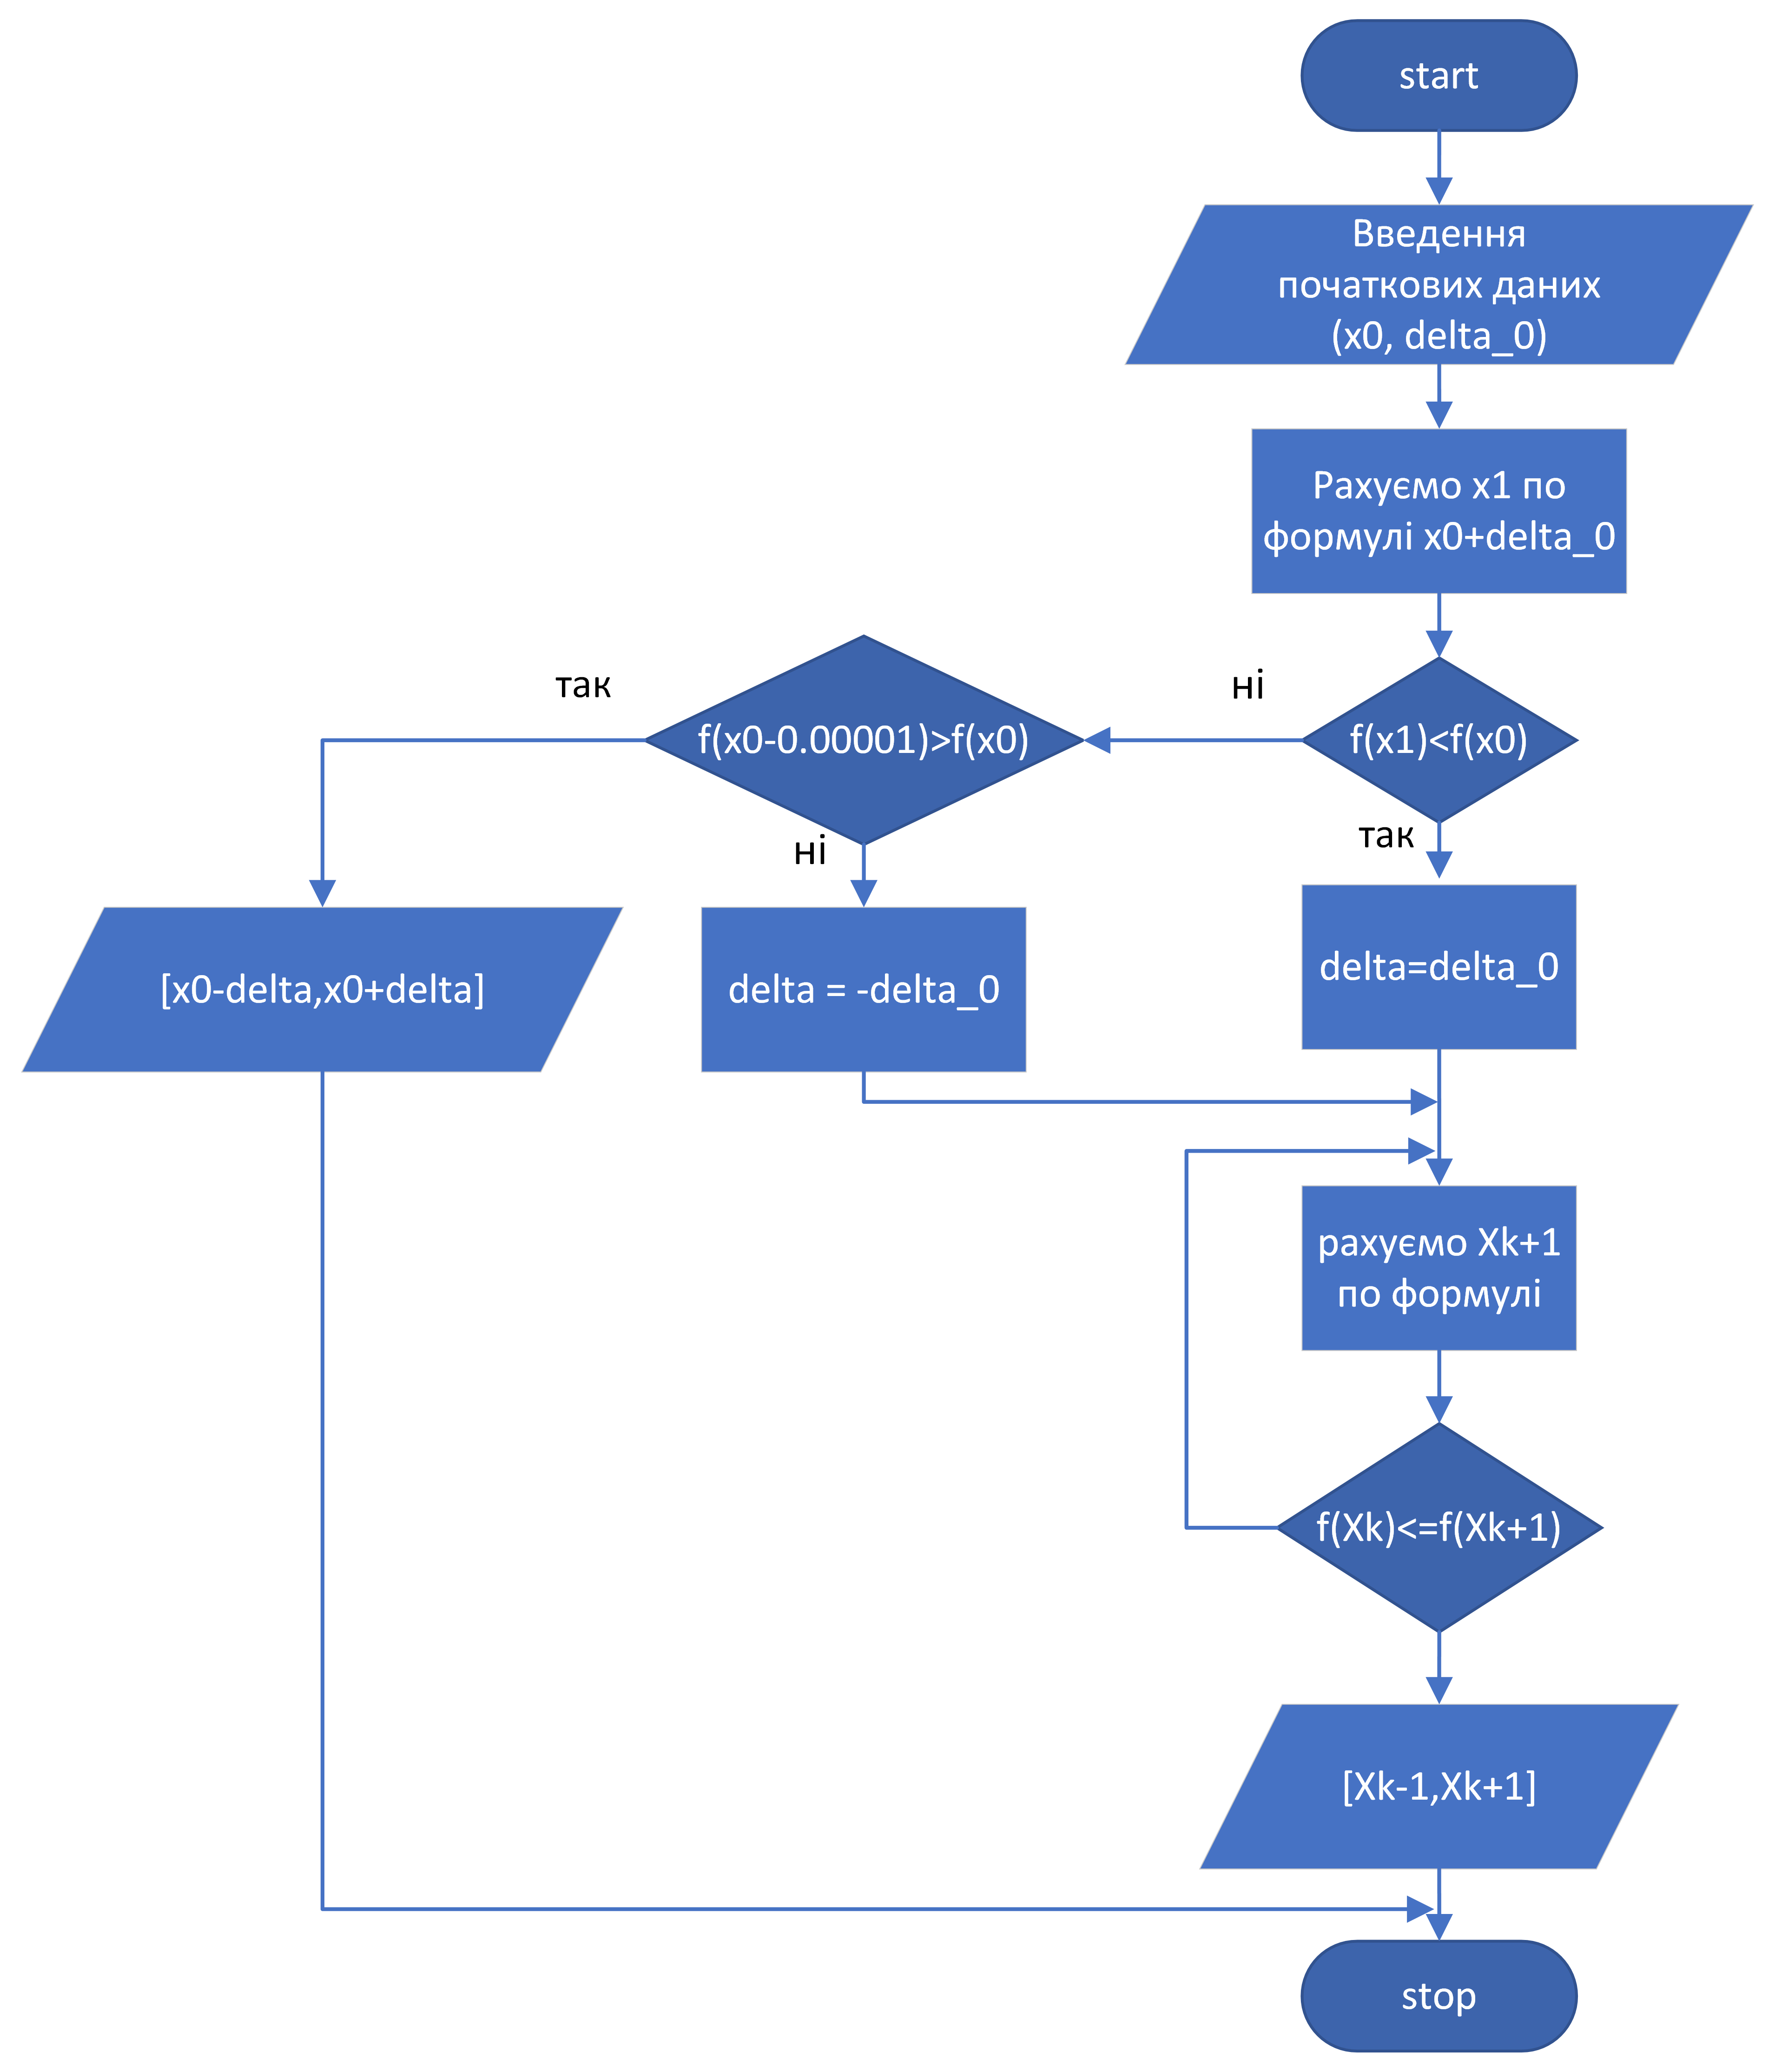 start
Введення
початкових даних
(x0, delta_0)
Рахуємо x1 по
формулі x0+delta_0
f(x1)<f(x0)
ні
так
f(x0-0.00001)>f(x0)
так
ні
[x0-delta,x0+delta]
delta = -delta_0
delta=delta_0
рахуємо Xk+1
по формулі
f(Xk)<=f(Xk+1)
[Xk-1,Xk+1]
stop